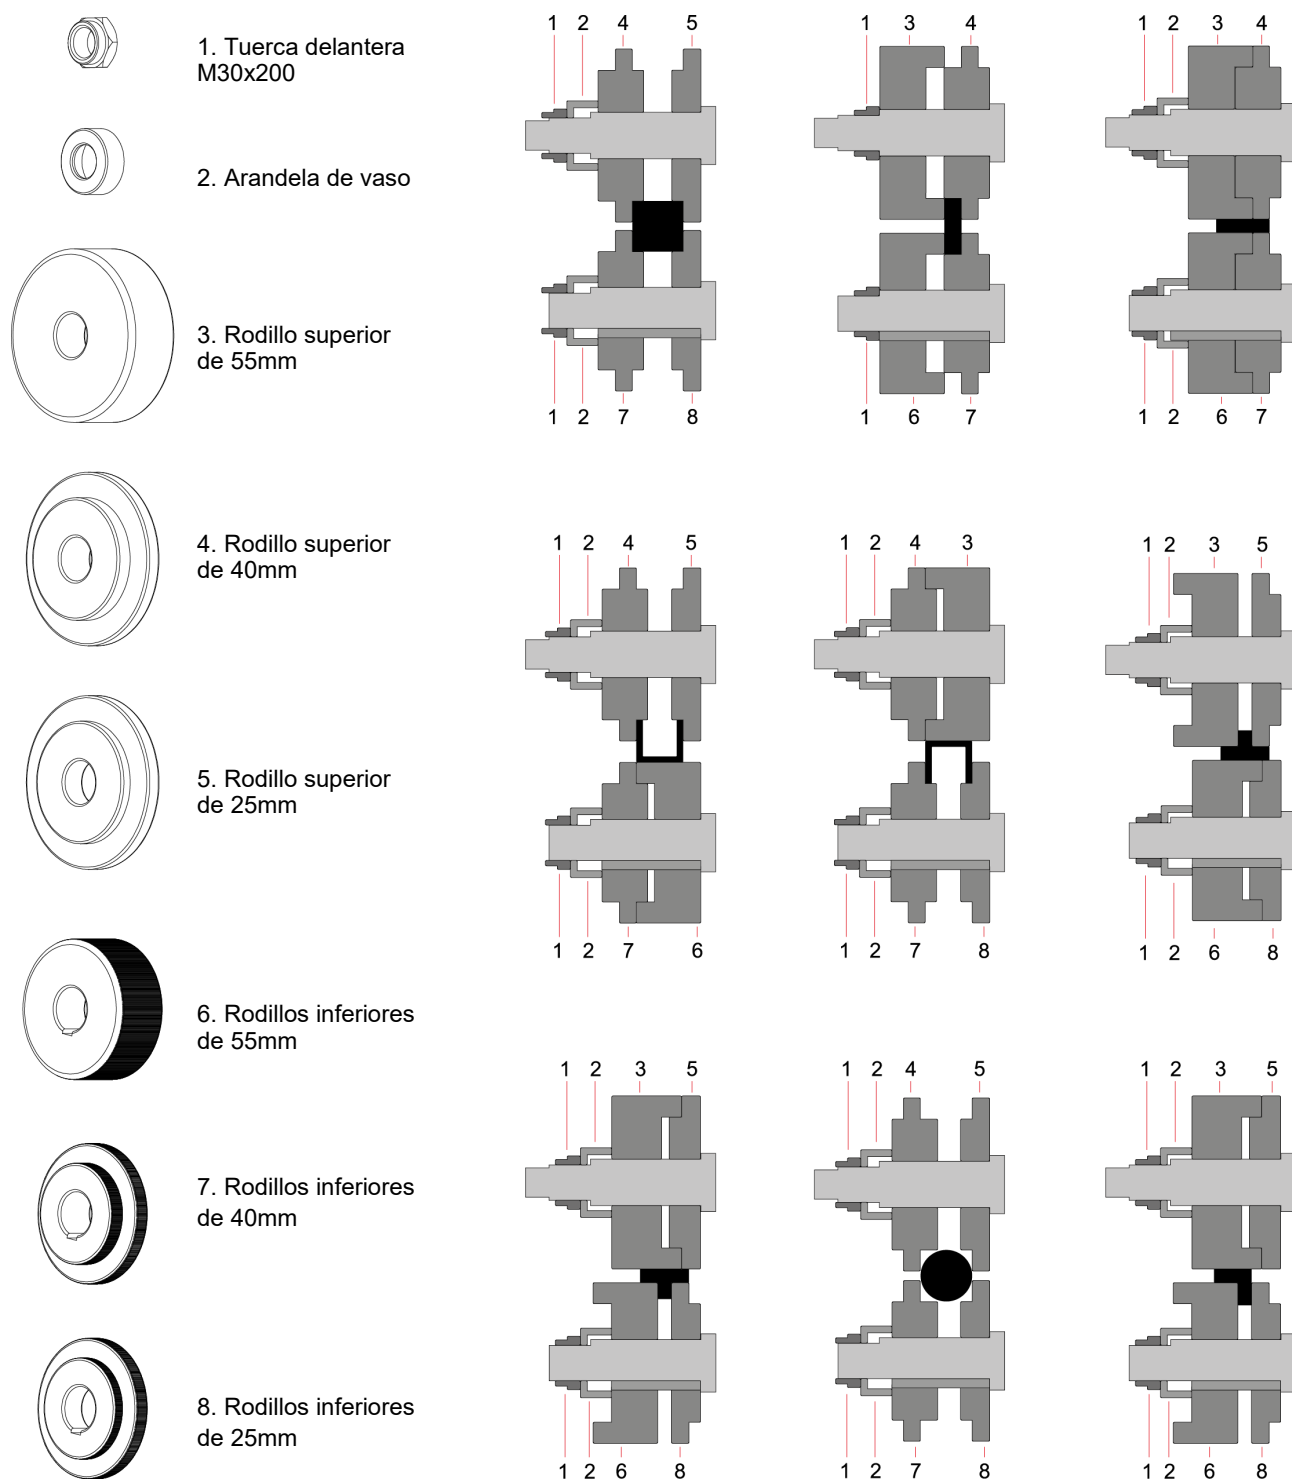 1. Tuerca delantera
M30x200
2. Arandela de vaso
3. Rodillo superior
de 55mm
4. Rodillo superior
de 40mm
5. Rodillo superior
de 25mm
6. Rodillos inferiores
de 55mm
7. Rodillos inferiores
de 40mm
8. Rodillos inferiores
de 25mm
1 2 4 5
1 2 7 8
1 3 4
1 6 7
1 2 3 4
1 2 6 7
1 2 4 5
1 2 7 6
1 2 4 3
1 2 7 8
1 2 3 5
1 2 6 8
1 2 3 5
1 2 6 8
1 2 4 5
1 2 7 8
1 2 3 5
1 2 6 8